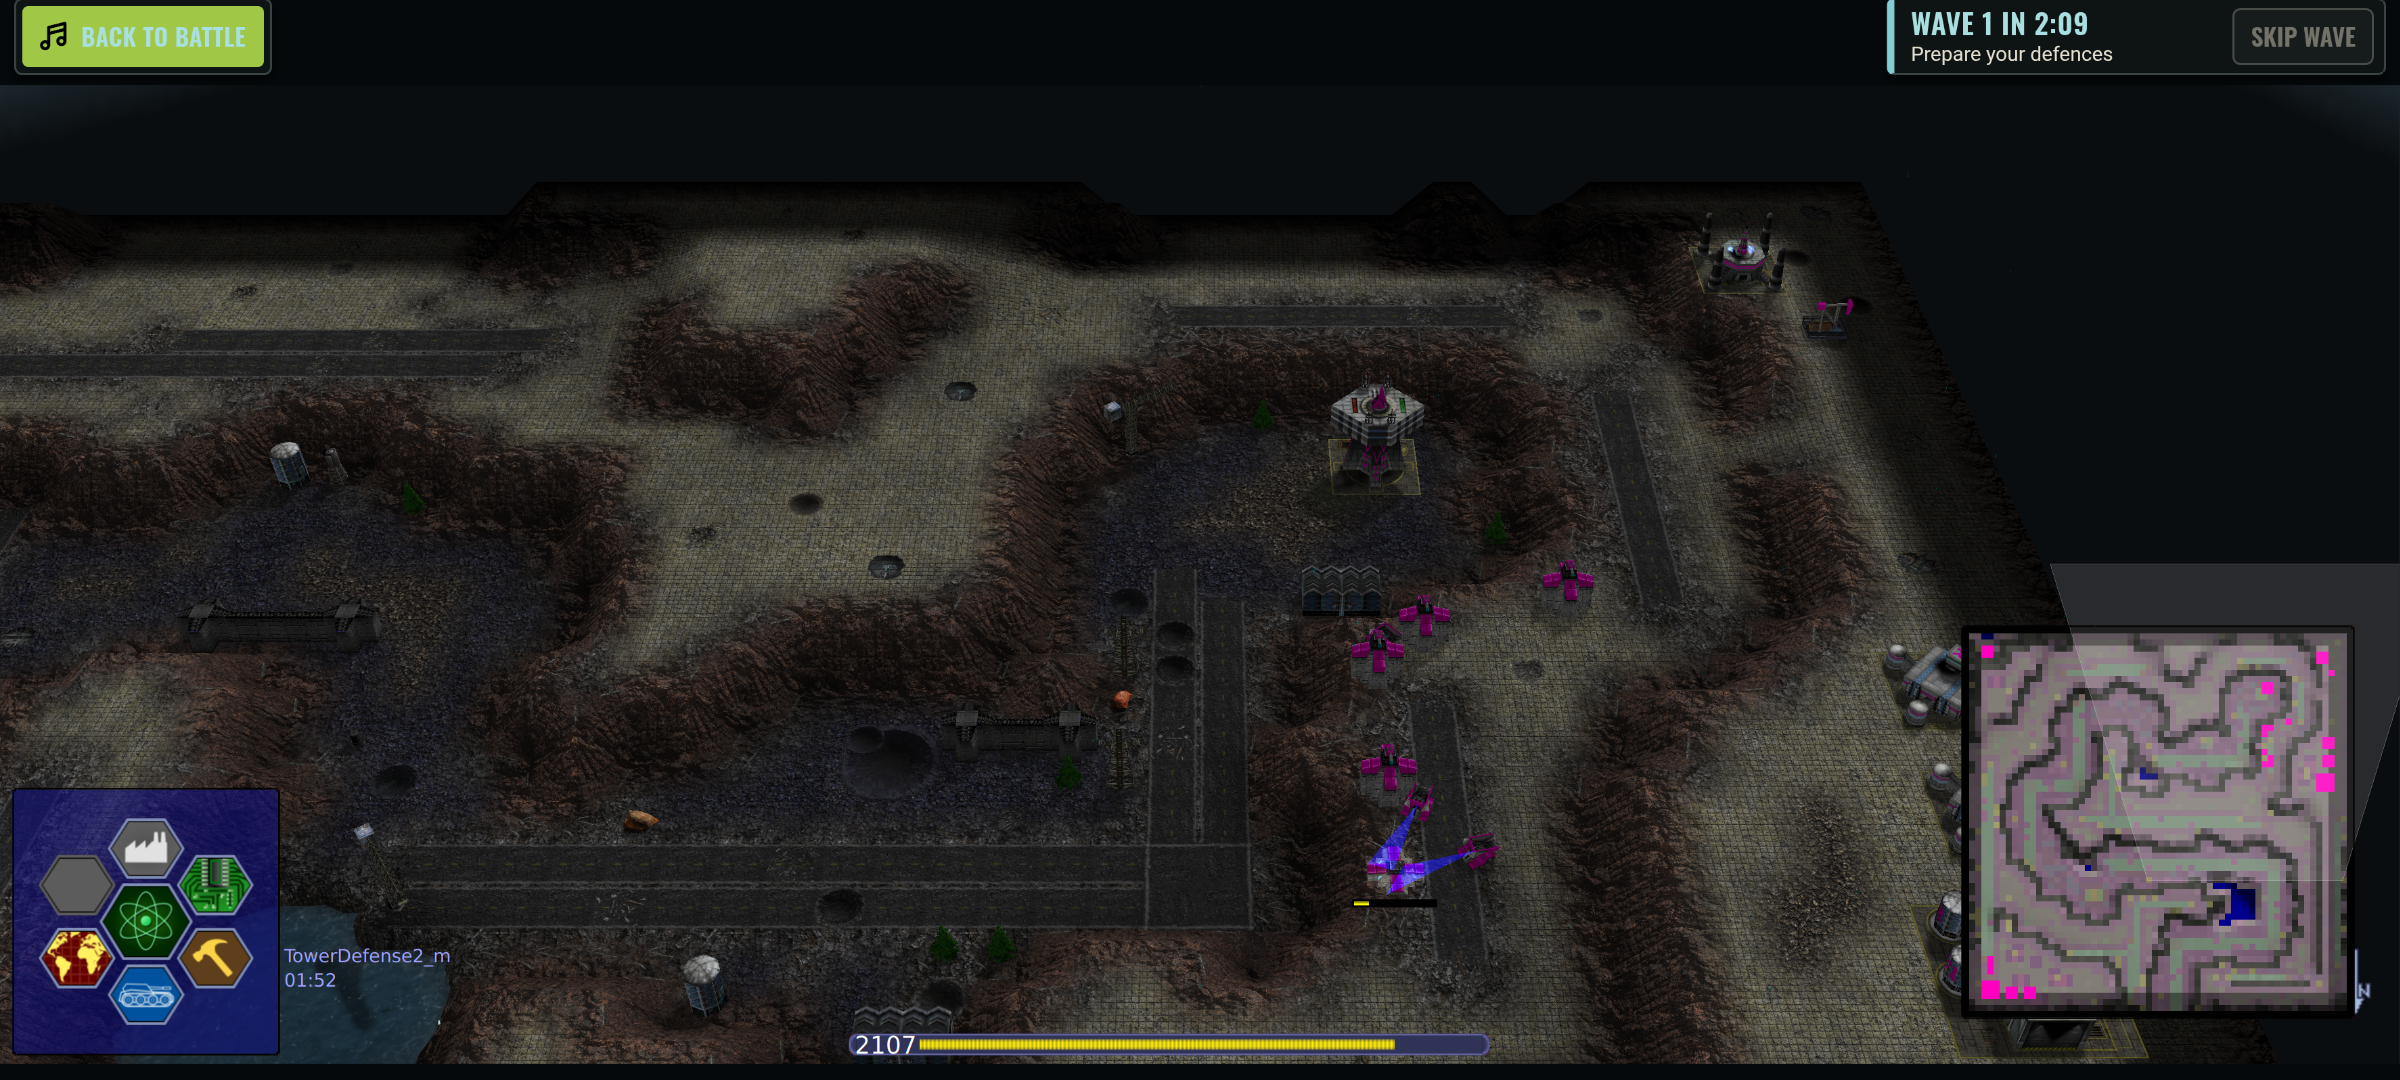 BACK TO BATTLE
WAVE 1 IN 2:09
Prepare your defences
SKIP WAVE
TowerDefense2_m
01:52
2107
N